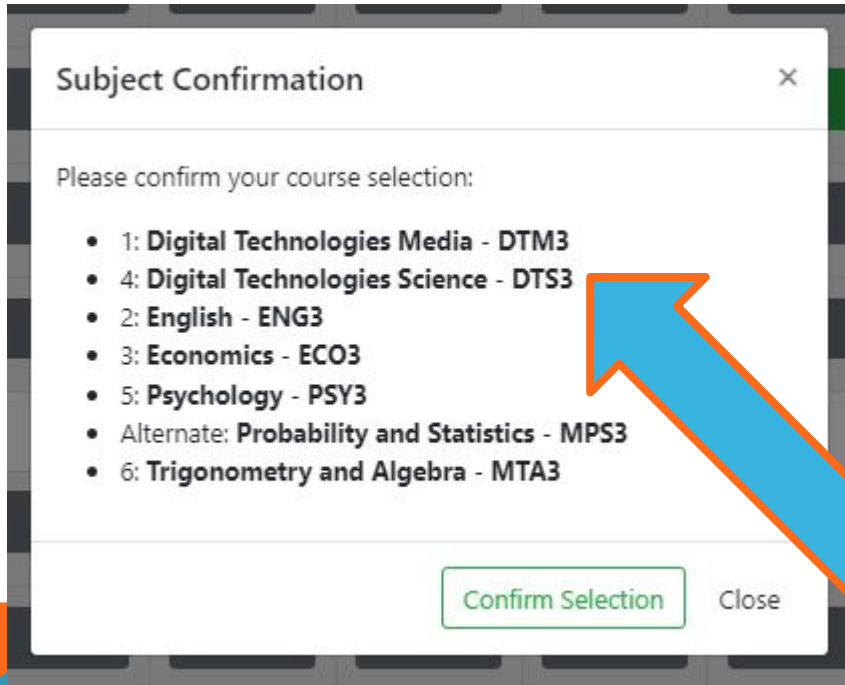 Subject Confirmation ×
Please confirm your course selection:
• 1: Digital Technologies Media - DTM3
• 4: Digital Technologies Science - DTS3
• 2: English - ENG3
• 3: Economics - ECO3
• 5: Psychology - PSY3
• Alternate: Probability and Statistics - MPS3
• 6: Trigonometry and Algebra - MTA3
Confirm Selection Close